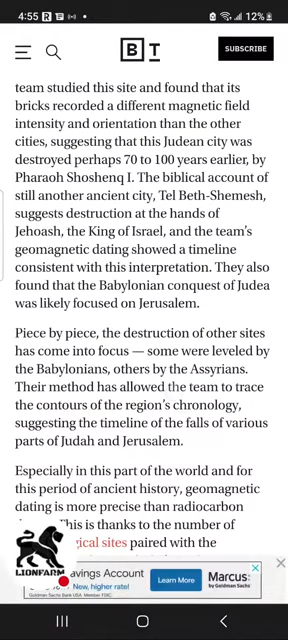 4:55
12%
B T
SUBSCRIBE
team studied this site and found that its
bricks recorded a different magnetic field
intensity and orientation than the other
cities, suggesting that this Judean city was
destroyed perhaps 70 to 100 years earlier, by
Pharaoh Shoshenq I. The biblical account of
still another ancient city, Tel Beth-Shemesh,
suggests destruction at the hands of
Jehoash, the King of Israel, and the team's
geomagnetic dating showed a timeline
consistent with this interpretation. They also
found that the Babylonian conquest of Judea
was likely focused on Jerusalem.
Piece by piece, the destruction of other sites
has come into focus — some were leveled by
the Babylonians, others by the Assyrians.
Their method has allowed the team to trace
the contours of the region's chronology,
suggesting the timeline of the falls of various
parts of Judah and Jerusalem.
Especially in this part of the world and for
this period of ancient history, geomagnetic
dating is more precise than radiocarbon
This is thanks to the number of
gical sites paired with the
LIONFARM
avings Account
New, higher rate!
Goldman Sachs Bank USA. Member FDIC.
Learn More
Marcus:
by Goldman Sachs